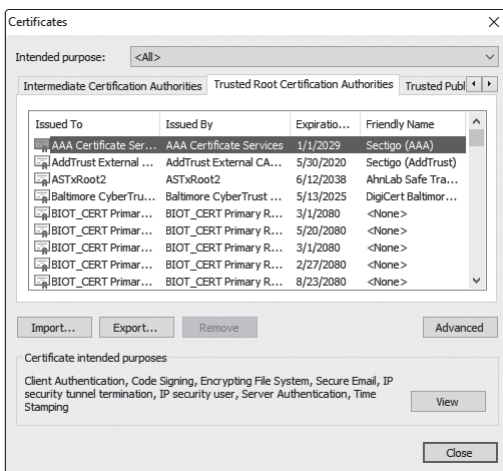 Certificates
Intended purpose: <All>
Intermediate Certification Authorities Trusted Root Certification Authorities Trusted Publ
Issued To Issued By Expiratio... Friendly Name
AAA Certificate Ser... AAA Certificate Services 1/1/2029 Sectigo (AAA)
AddTrust External ... AddTrust External CA... 5/30/2020 Sectigo (AddTrust)
ASTxRoot2 ASTxRoot2 6/12/2038 AhnLab Safe Tra...
Baltimore CyberTru... Baltimore CyberTrust ... 5/13/2025 DigiCert Baltimor...
BIOT_CERT Primar... BIOT_CERT Primary R... 3/1/2080 <None>
BIOT_CERT Primar... BIOT_CERT Primary R... 5/20/2080 <None>
BIOT_CERT Primar... BIOT_CERT Primary R... 3/1/2080 <None>
BIOT_CERT Primar... BIOT_CERT Primary R... 2/27/2080 <None>
BIOT_CERT Primar... BIOT_CERT Primary R... 8/23/2080 <None>
Import... Export... Remove Advanced
Certificate intended purposes
Client Authentication, Code Signing, Encrypting File System, Secure Email, IP
security tunnel termination, IP security user, Server Authentication, Time
Stamping
View
Close